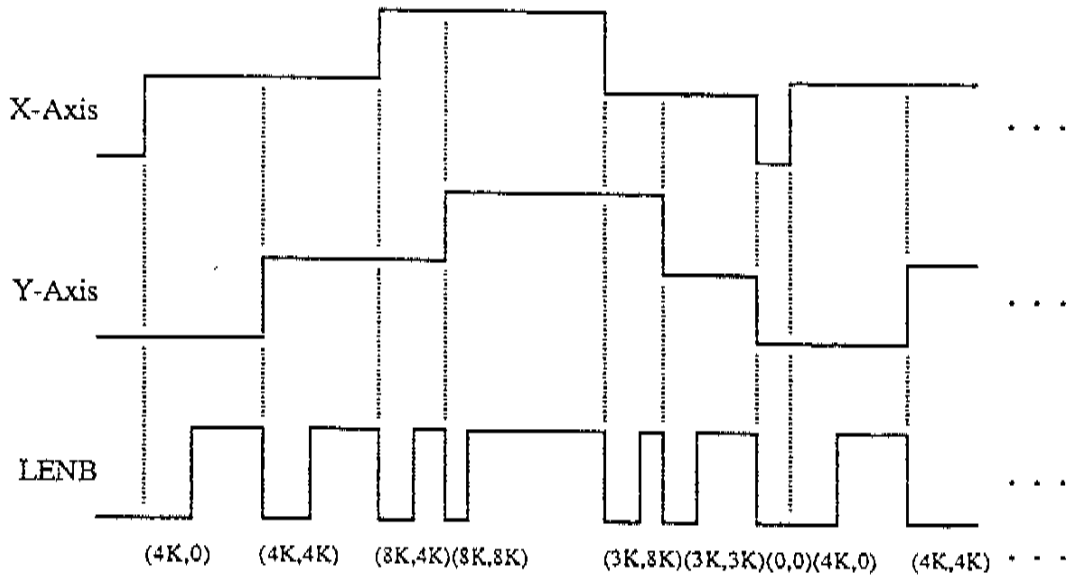 X-Axis
. . .
Y-Axis
. . .
LENB
. . .
(4K,0) (4K,4K) (8K,4K)(8K,8K) (3K,8K)(3K,3K)(0,0)(4K,0) (4K,4K) . . .